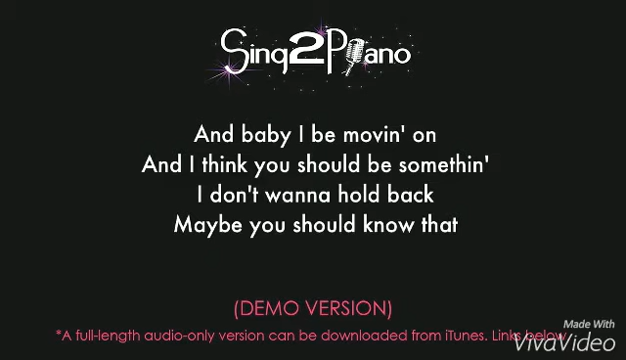 Sing2Piano
And baby I be movin' on
And I think you should be somethin'
I don't wanna hold back
Maybe you should know that
(DEMO VERSION)
*A full-length audio-only version can be downloaded from iTunes. Links below
Made With
VivaVideo